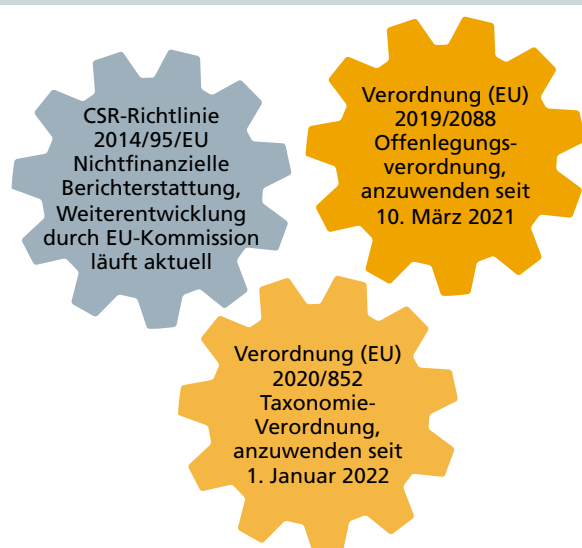 CSR-Richtlinie
2014/95/EU
Nichtfinanzielle
Berichterstattung,
Weiterentwicklung
durch EU-Kommission
läuft aktuell
Verordnung (EU)
2019/2088
Offenlegungs-
verordnung,
anzuwenden seit
10. März 2021
Verordnung (EU)
2020/852
Taxonomie-
Verordnung,
anzuwenden seit
1. Januar 2022